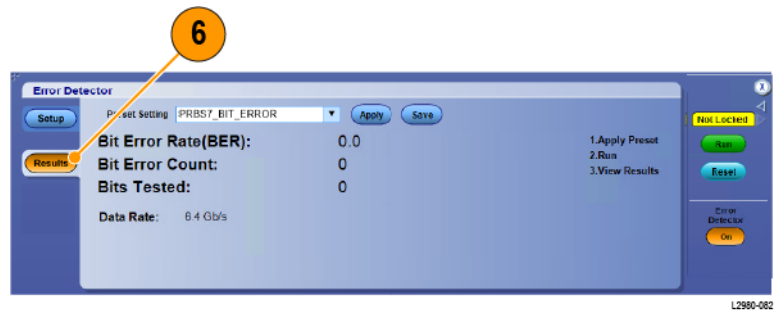 6
Error Detector
Setup
Preset Setting PRBS7_BIT_ERROR Apply Save
X
Not Locked
Bit Error Rate(BER): 0.0
1.Apply Preset
Run
Results
Bit Error Count: 0
2.Run
3.View Results
Reset
Bits Tested: 0
Data Rate: 6.4 Gb/s
Error
Detector
On
L2980-082